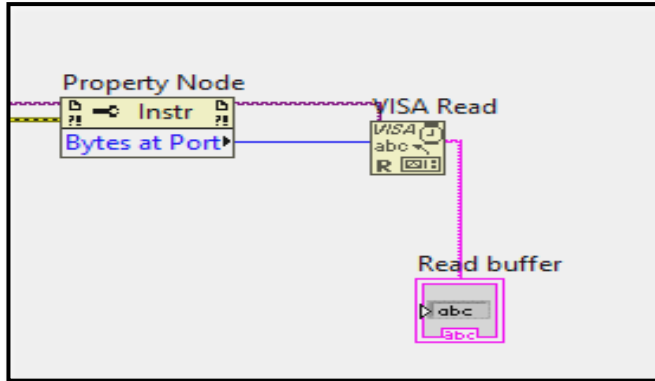 Property Node
Instr
Bytes at Port
VISA Read
VISA
abc
R
Read buffer
abc
abc